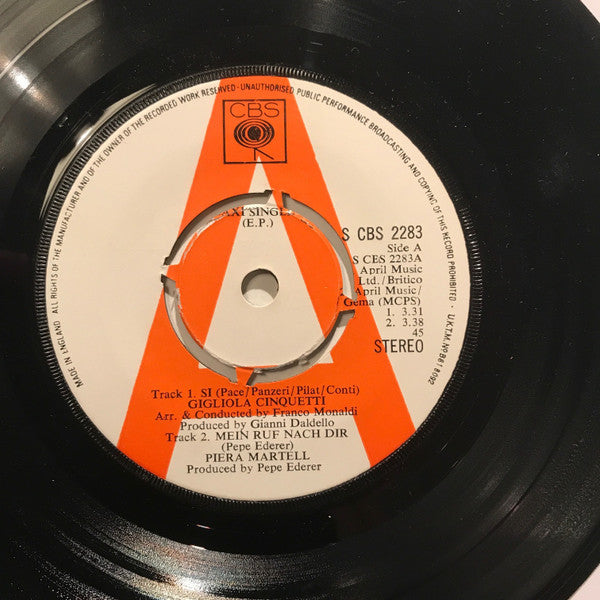 ALL RIGHTS OF THE MANUFACTURER AND OF THE OWNER OF THE RECORDED WORK RESERVED · UNAUTHORISED PUBLIC PERFORMANCE BROADCASTING AND COPYING OF THIS RECORD PROHIBITED · U.K.T.M. No B618092
MADE IN ENGLAND
CBS
(E.P.)
S CBS 2283
Side A
S CBS 2283A
April Music
Ltd./Britico
April Music/
Gema (MCPS)
1. 3.31
2. 3.38
45
STEREO
Track 1. SI (Pace/Panzeri/Pilat/Conti)
GIGLIOLA CINQUETTI
Arr. & Conducted by Franco Monaldi
Produced by Gianni Daldello
Track 2. MEIN RUF NACH DIR
(Pepe Ederer)
PIERA MARTELL
Produced by Pepe Ederer